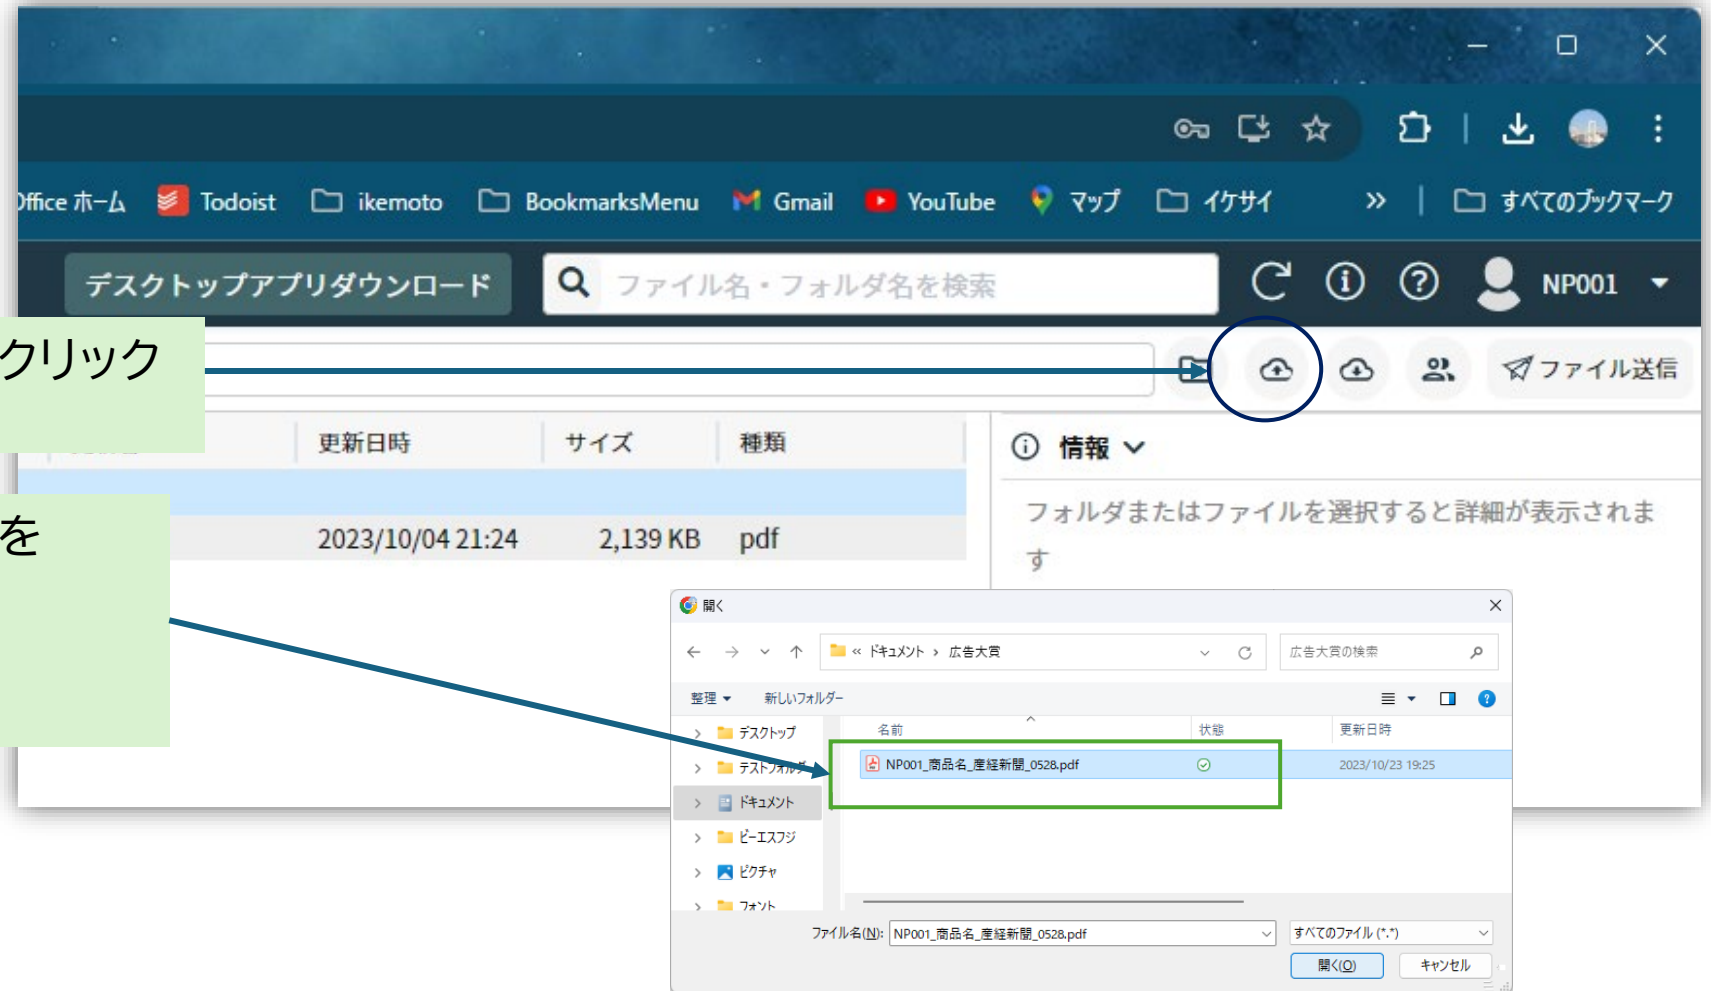 Office ホーム Todoist ikemoto BookmarksMenu Gmail YouTube マップ イケサイ » すべてのブックマーク
デスクトップアプリダウンロード ファイル名・フォルダ名を検索 NP001
クリック
ファイル送信
更新日時 サイズ 種類
情報
フォルダまたはファイルを選択すると詳細が表示されま
す
を
2023/10/04 21:24 2,139 KB pdf
開く
« ドキュメント › 広告大賞 広告大賞の検索
整理 新しいフォルダー
名前 状態 更新日時
デスクトップ
NP001_商品名_産経新聞_0528.pdf 2023/10/23 19:25
テストフォルダ
ドキュメント
ビーエスフジ
ピクチャ
フォント
ファイル名(N): NP001_商品名_産経新聞_0528.pdf すべてのファイル (*.*)
開く(O) キャンセル